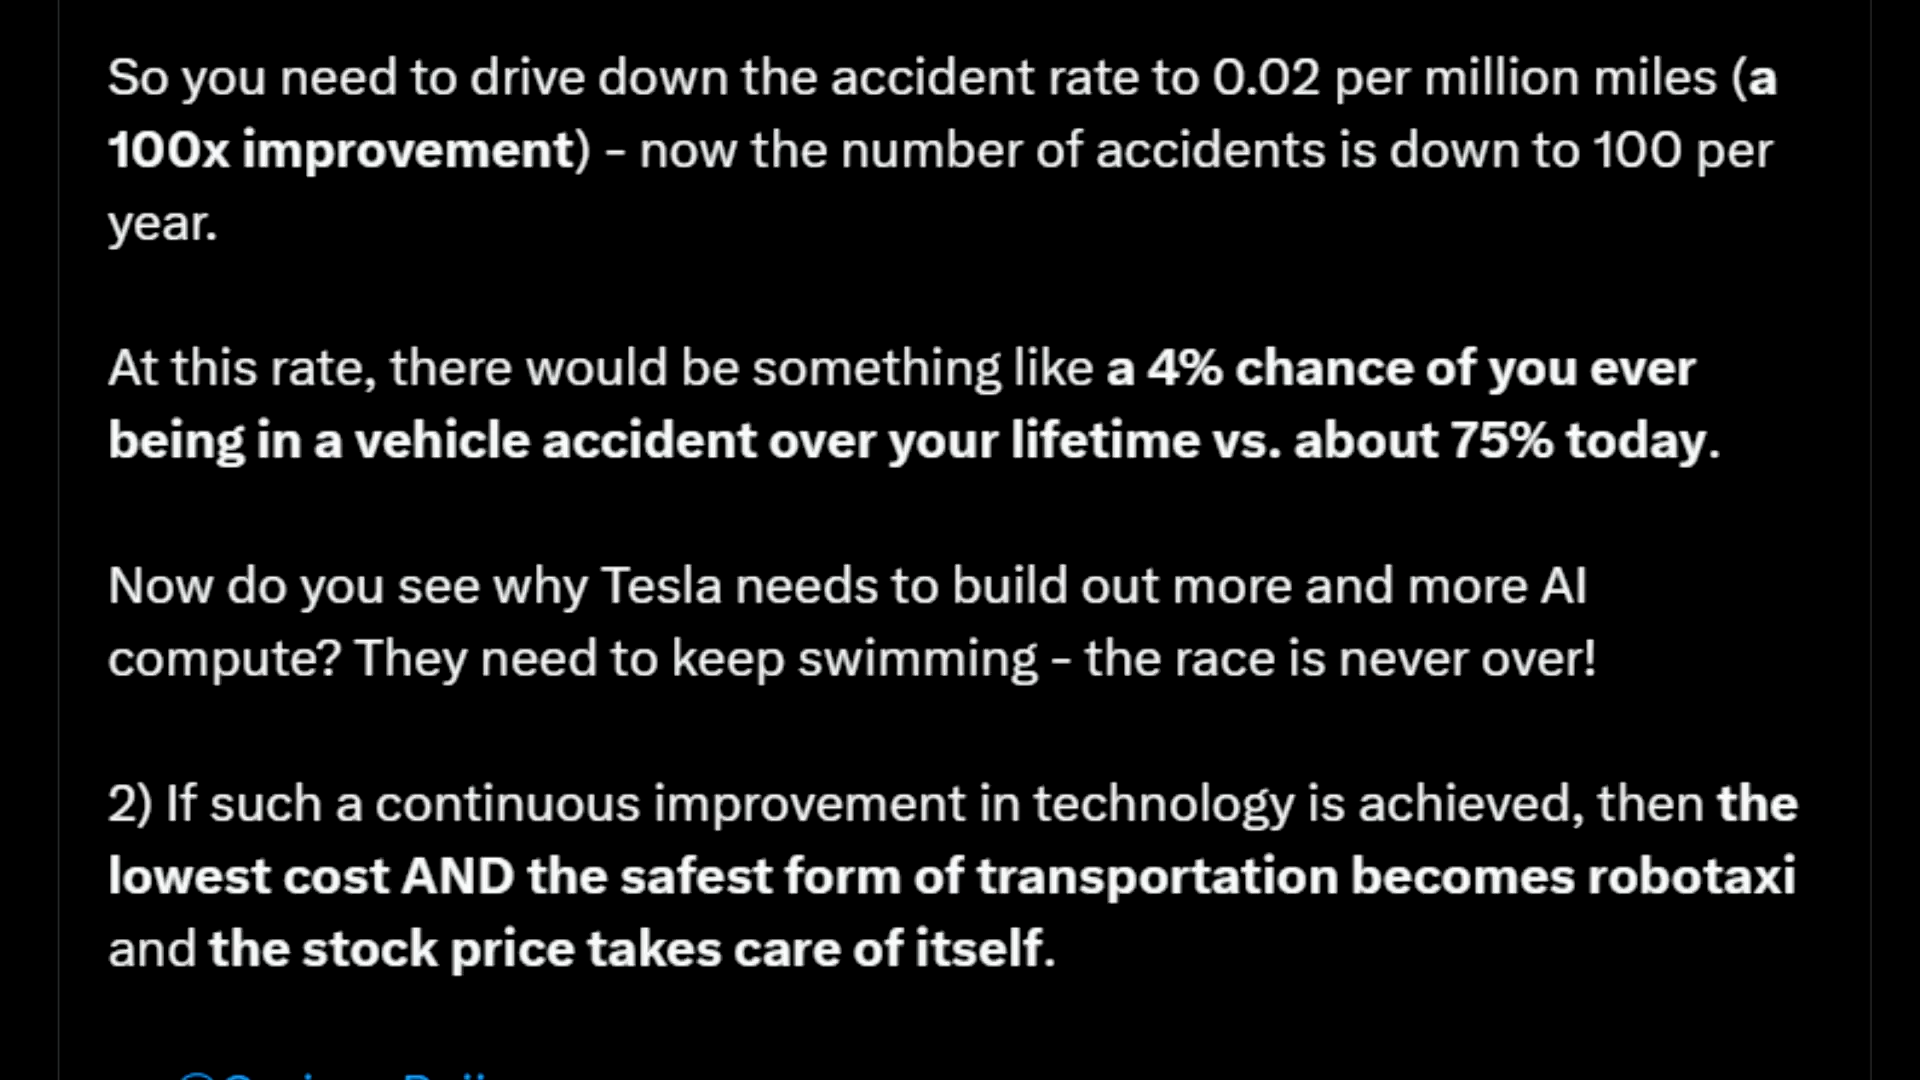 So you need to drive down the accident rate to 0.02 per million miles (a
100x improvement) – now the number of accidents is down to 100 per
year.
At this rate, there would be something like a 4% chance of you ever
being in a vehicle accident over your lifetime vs. about 75% today.
Now do you see why Tesla needs to build out more and more AI
compute? They need to keep swimming – the race is never over!
2) If such a continuous improvement in technology is achieved, then the
lowest cost AND the safest form of transportation becomes robotaxi
and the stock price takes care of itself.